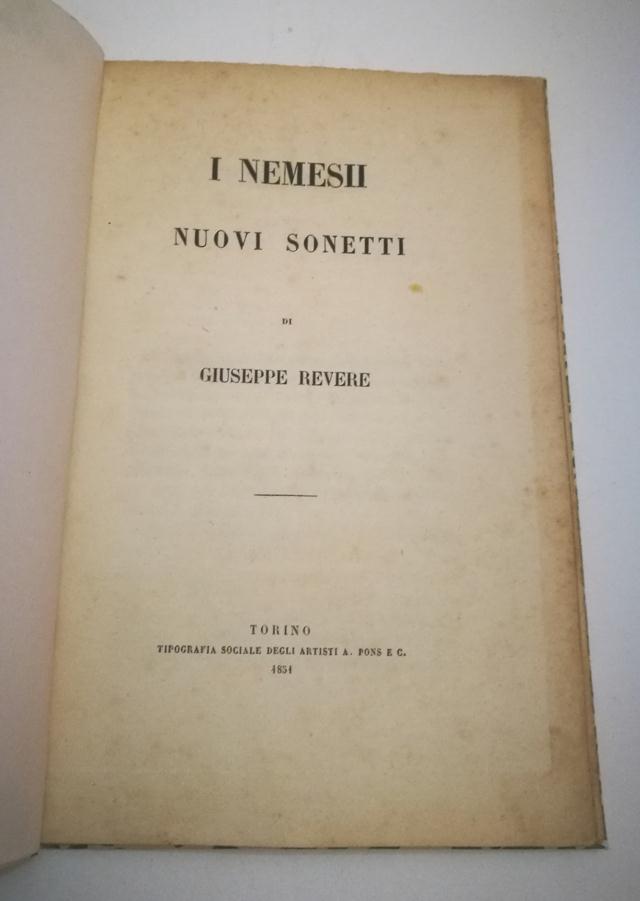 I NEMESII
NUOVI SONETTI
DI
GIUSEPPE REVERE
TORINO
TIPOGRAFIA SOCIALE DEGLI ARTISTI A. PONS E C.
1851